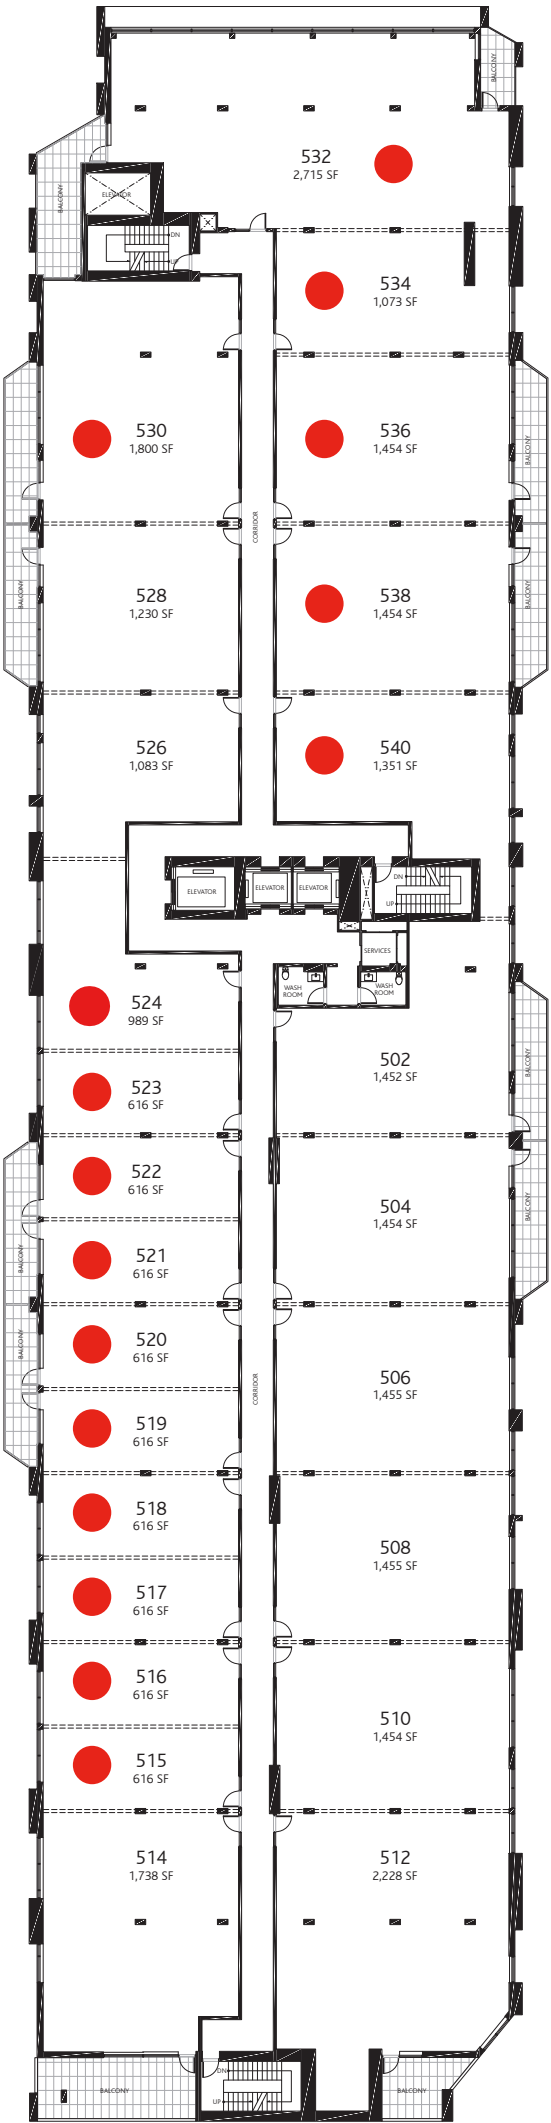 BALCONY
532
2,715 SF
ELEVATOR
BALCONY
DN
UP
534
1,073 SF
530
1,800 SF
536
1,454 SF
BALCONY
CORRIDOR
528
1,230 SF
538
1,454 SF
BALCONY
BALCONY
526
1,083 SF
540
1,351 SF
ELEVATOR
ELEVATOR
ELEVATOR
DN
UP
SERVICES
WASH
ROOM
WASH
ROOM
524
989 SF
502
1,452 SF
BALCONY
523
616 SF
522
616 SF
504
1,454 SF
BALCONY
521
616 SF
BALCONY
520
616 SF
BALCONY
506
1,455 SF
CORRIDOR
519
616 SF
518
616 SF
508
1,455 SF
517
616 SF
516
616 SF
510
1,454 SF
515
616 SF
514
1,738 SF
512
2,228 SF
DN
UP
BALCONY
BALCONY